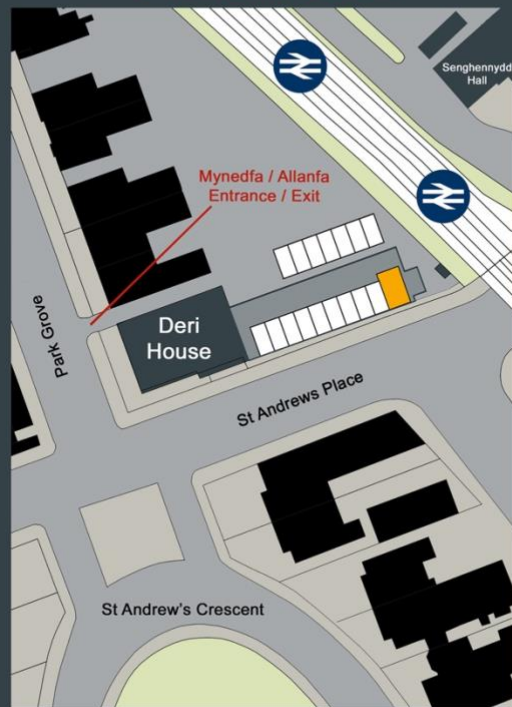 Senghennydd
Hall
Mynedfa / Allanfa
Entrance / Exit
Park Grove
Deri
House
St Andrews Place
St Andrew's Crescent